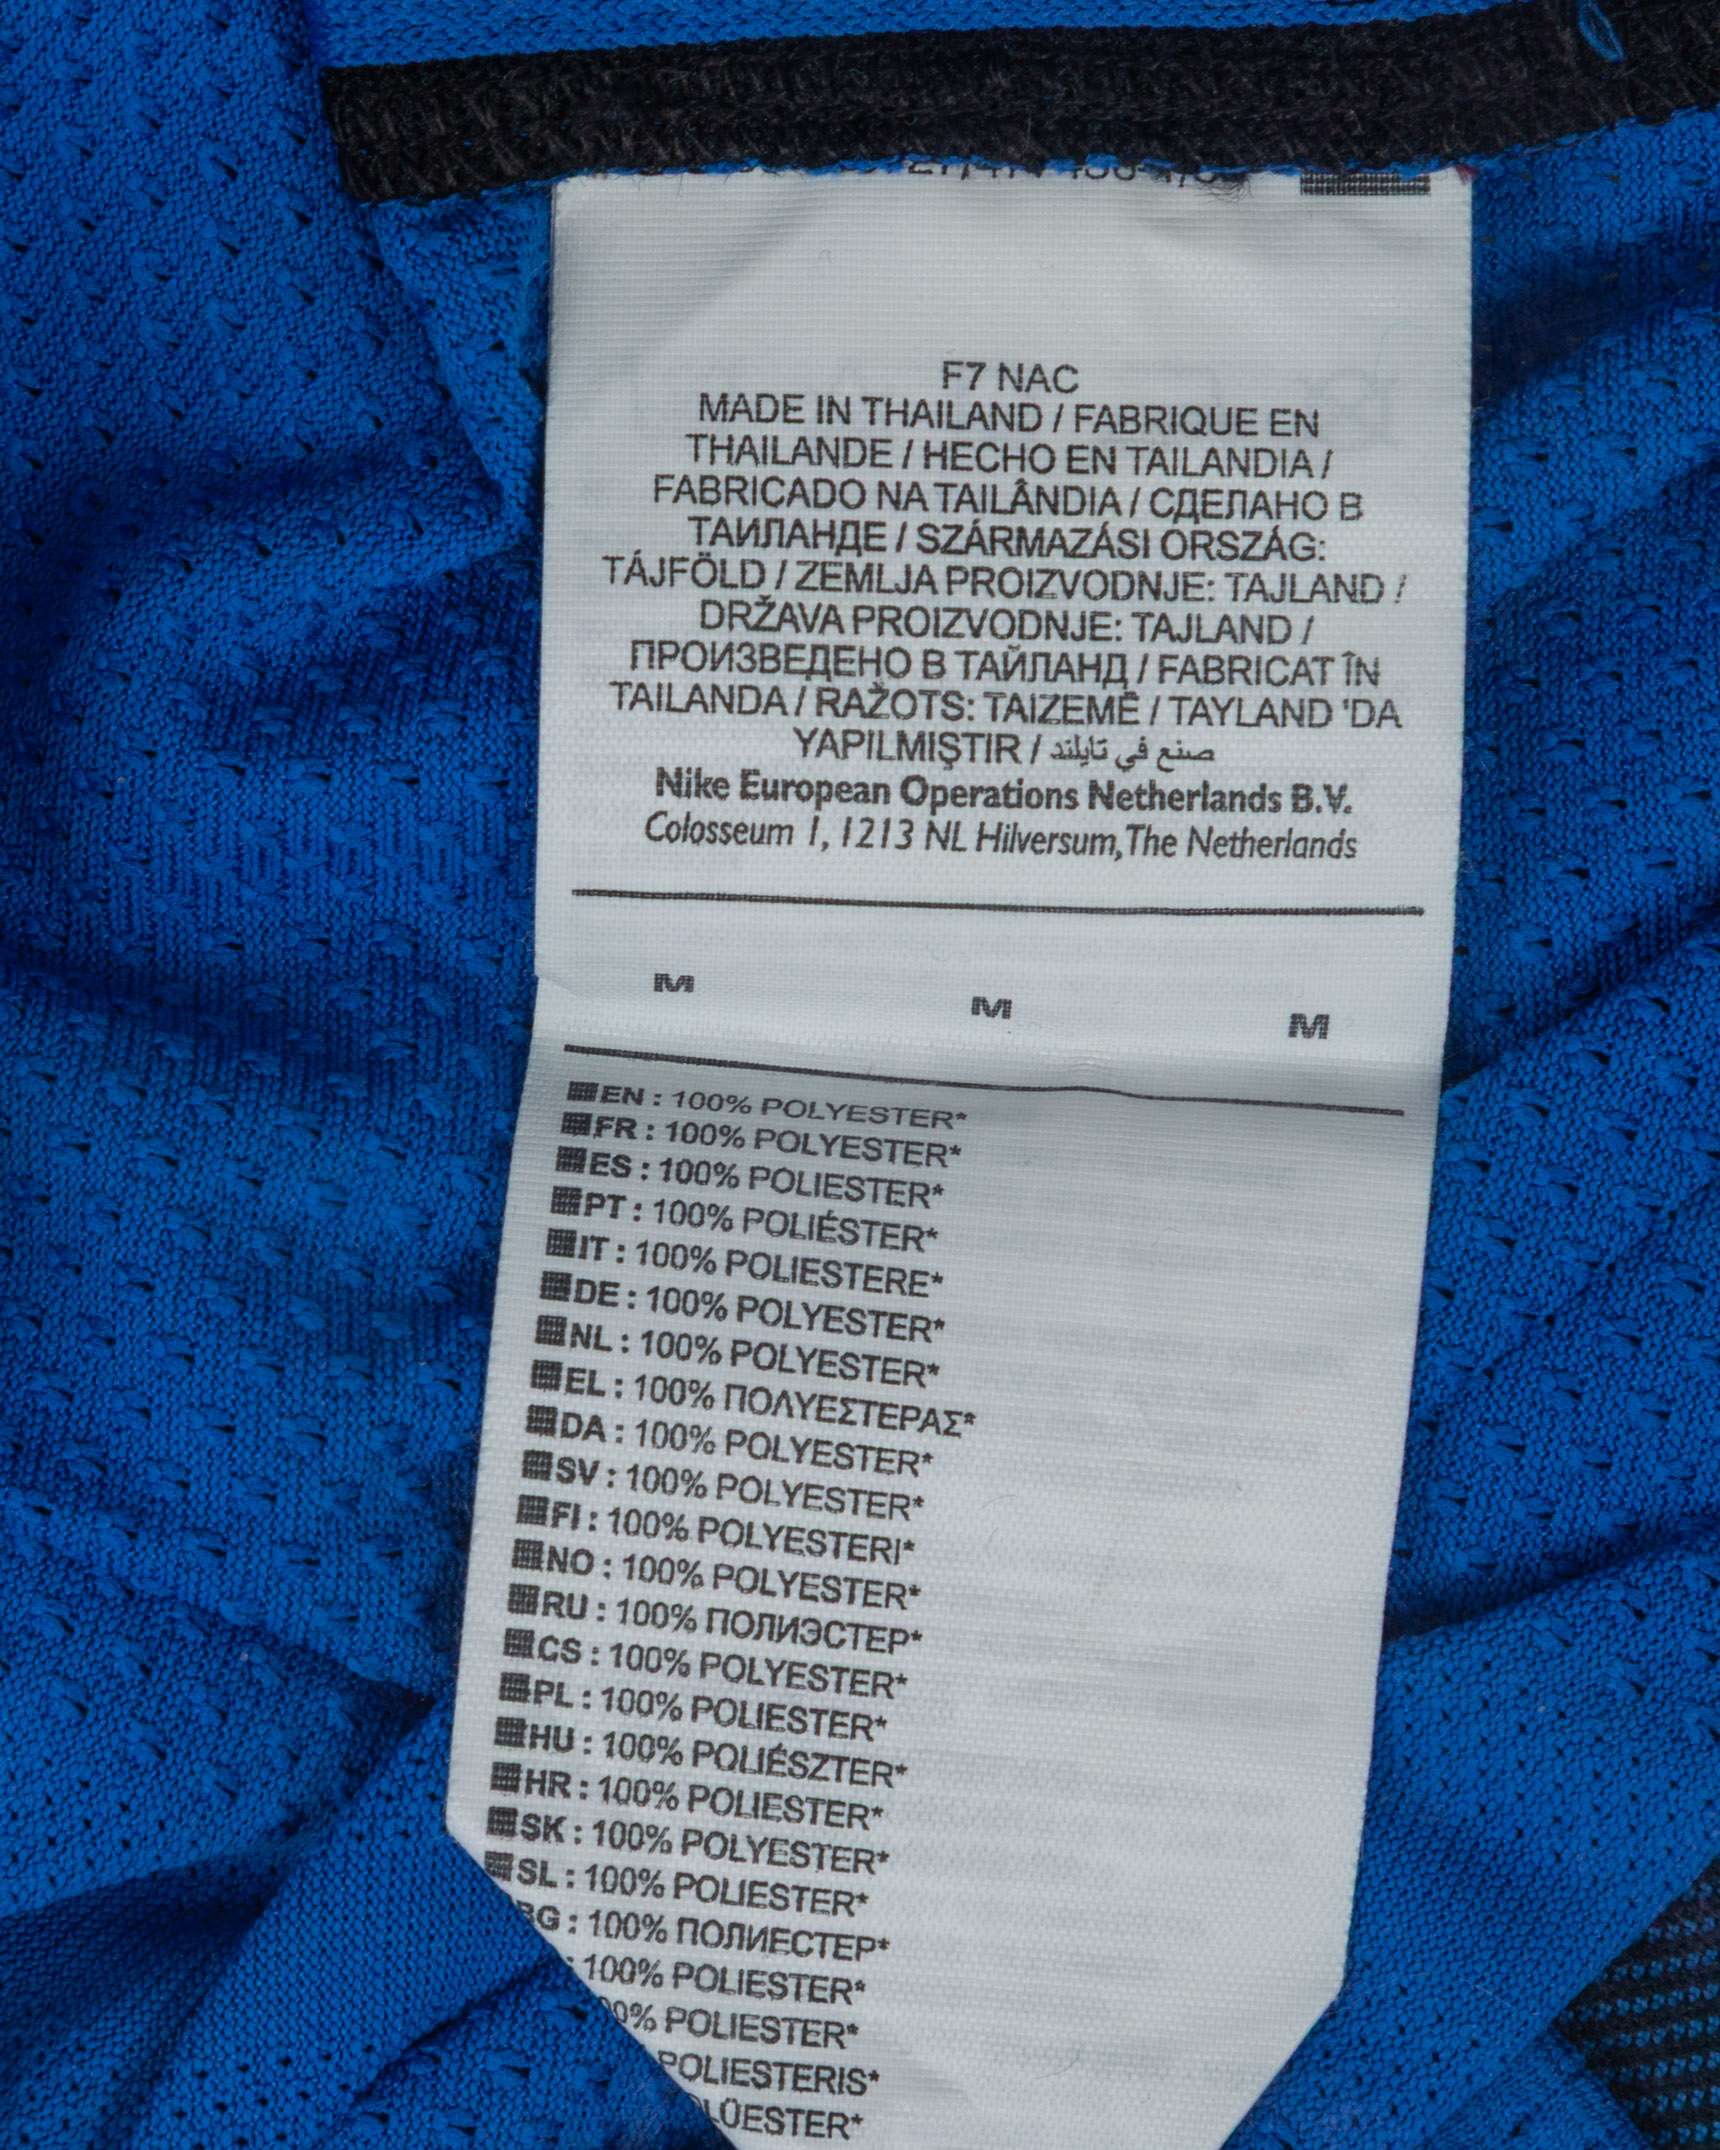 F7 NAC
MADE IN THAILAND / FABRIQUE EN
THAILANDE / HECHO EN TAILANDIA /
FABRICADO NA TAILÂNDIA / СДЕЛАНО В
ТАИЛАНДЕ / SZÁRMAZÁSI ORSZÁG:
TÁJFÖLD / ZEMLJA PROIZVODNJE: TAJLAND /
DRŽAVA PROIZVODNJE: TAJLAND /
ПРОИЗВЕДЕНО В ТАЙЛАНД / FABRICAT ÎN
TAILANDA / RAŽOTS: TAIZEMĒ / TAYLAND 'DA
YAPILMIŞTIR / صنع في تايلند
Nike European Operations Netherlands B.V.
Colosseum 1, 1213 NL Hilversum, The Netherlands
M M M
EN : 100% POLYESTER*
FR : 100% POLYESTER*
ES : 100% POLIESTER*
PT : 100% POLIÉSTER*
IT : 100% POLIESTERE*
DE : 100% POLYESTER*
NL : 100% POLYESTER*
EL : 100% ΠΟΛΥΕΣΤΕΡΑΣ*
DA : 100% POLYESTER*
SV : 100% POLYESTER*
FI : 100% POLYESTERI*
NO : 100% POLYESTER*
RU : 100% ПОЛИЭСТЕР*
CS : 100% POLYESTER*
PL : 100% POLIESTER*
HU : 100% POLIÉSZTER*
HR : 100% POLIESTER*
SK : 100% POLYESTER*
SL : 100% POLIESTER*
BG : 100% ПОЛИЕСТЕР*
: 100% POLIESTER*
POLIESTER*
POLIESTERIS*